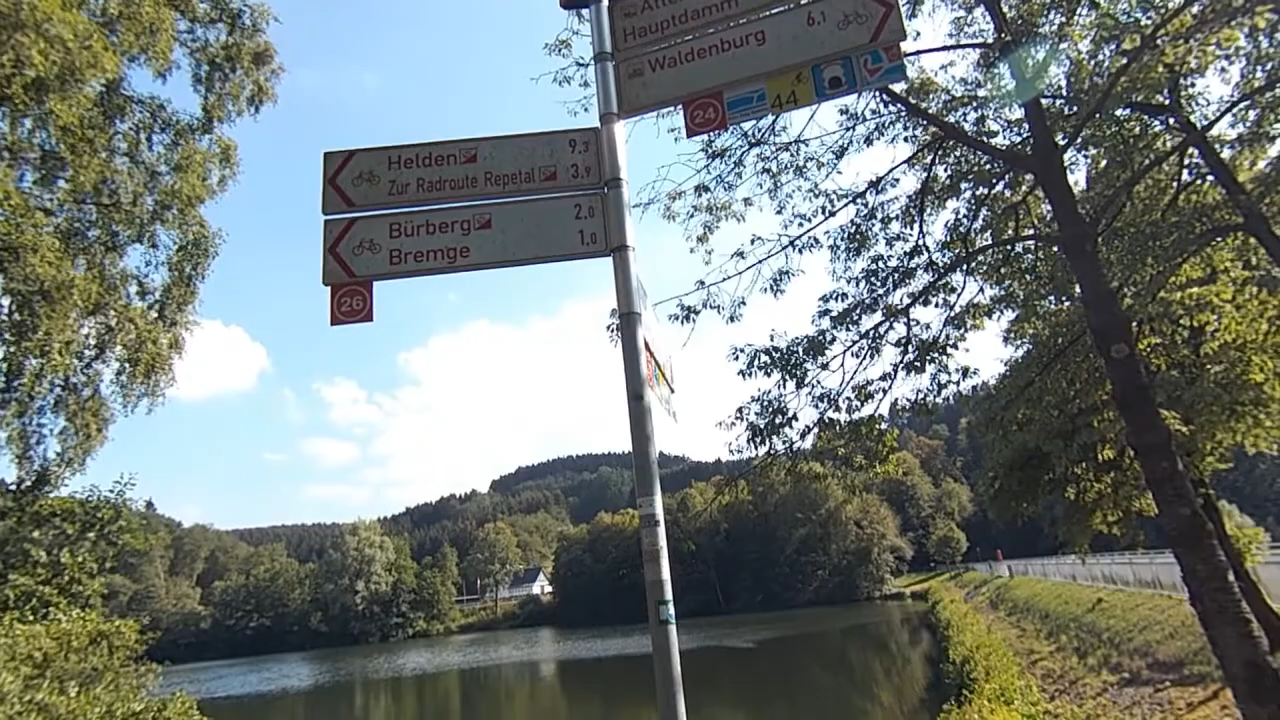 Hauptdamm
Waldenburg 6,1
24
44
Helden 9,3
Zur Radroute Repetal 3,9
Bürberg 2,0
Bremge 1,0
26